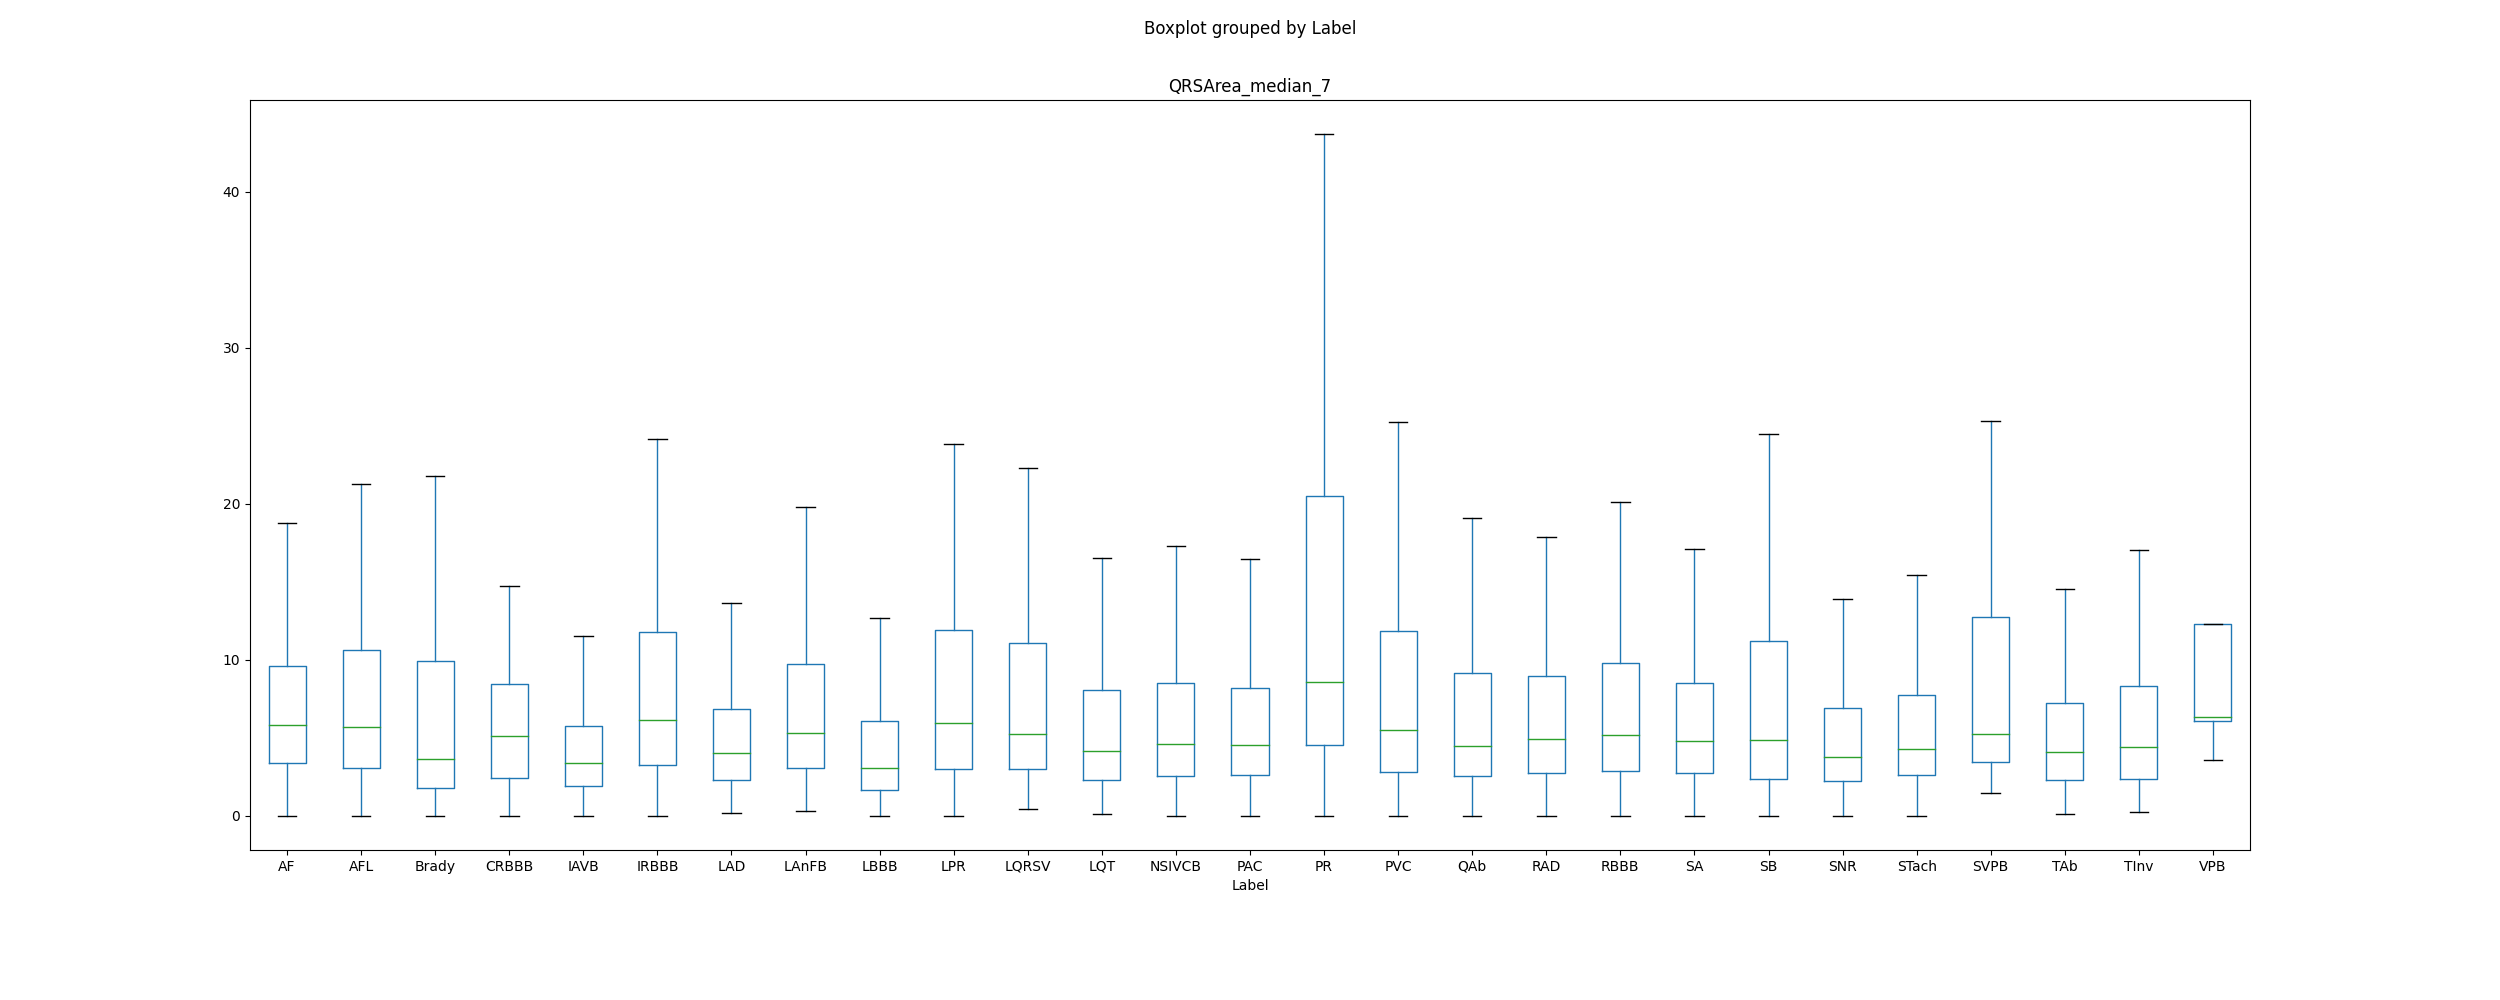 Boxplot grouped by Label
QRSArea_median_7
40
30
20
10
0
AF AFL Brady CRBBB IAVB IRBBB LAD LAnFB LBBB LPR LQRSV LQT NSIVCB PAC PR PVC QAb RAD RBBB SA SB SNR STach SVPB TAb TInv VPB
Label